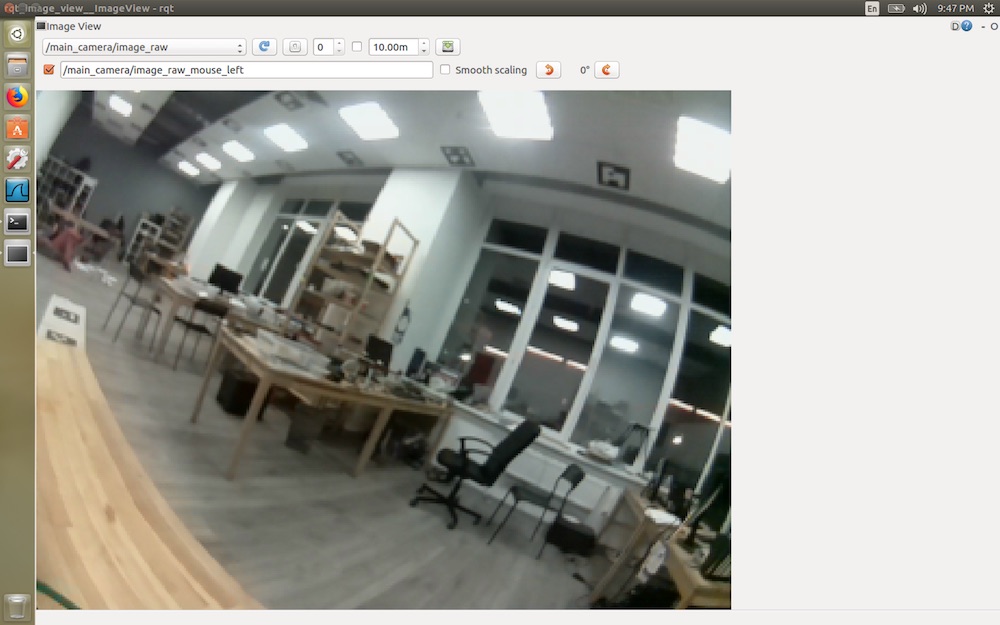 rqt_image_view__ImageView - rqt
En
9:47 PM
Image View
D
- O
/main_camera/image_raw
0
10.00m
/main_camera/image_raw_mouse_left
Smooth scaling
0°